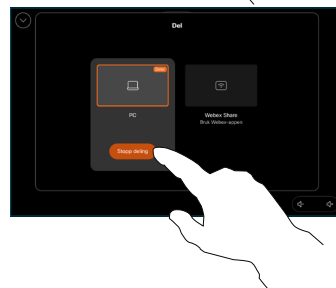 Del
Deler
PC
Webex Share
Bruk Webex-appen
Stopp deling